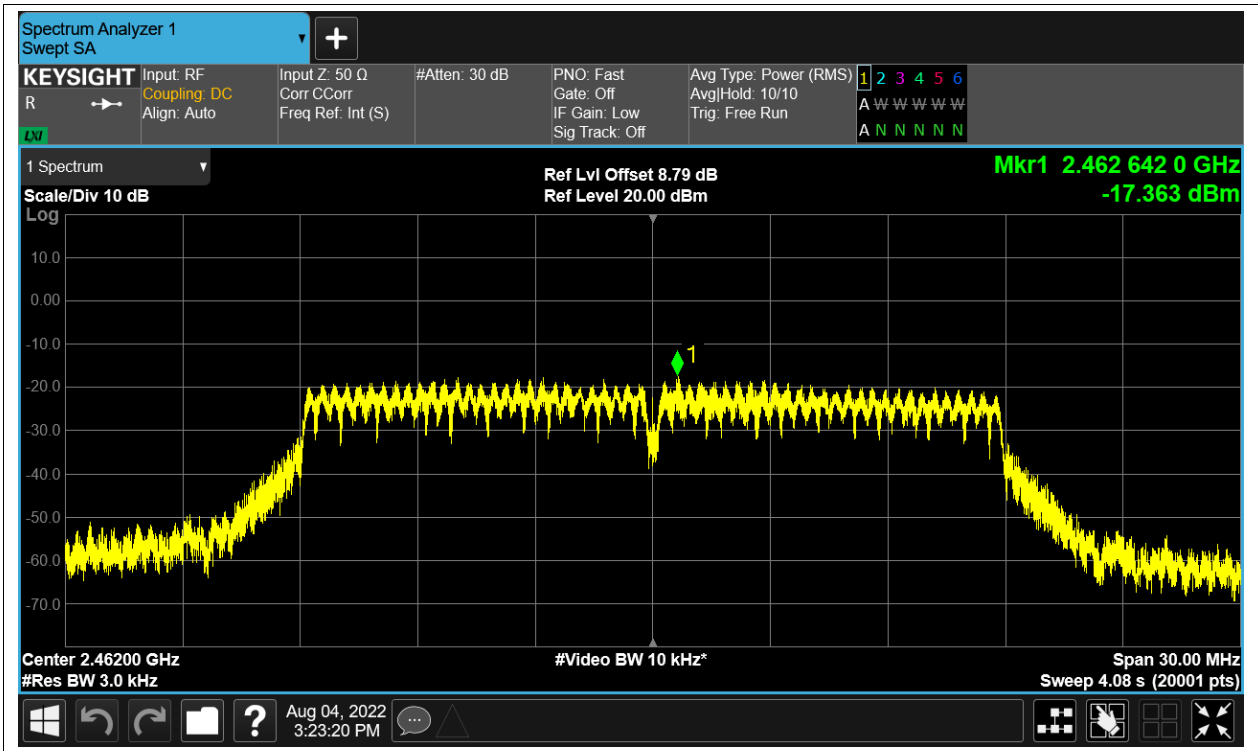 Spectrum Analyzer 1
Swept SA
KEYSIGHT
R
LXI
Input: RF
Coupling: DC
Align: Auto
Input Z: 50 Ω
Corr CCorr
Freq Ref: Int (S)
#Atten: 30 dB
PNO: Fast
Gate: Off
IF Gain: Low
Sig Track: Off
Avg Type: Power (RMS)
Avg|Hold: 10/10
Trig: Free Run
1 2 3 4 5 6
A W W W W W
A N N N N N
1 Spectrum
Scale/Div 10 dB
Log
Ref Lvl Offset 8.79 dB
Ref Level 20.00 dBm
Mkr1 2.462 642 0 GHz
-17.363 dBm
10.0
0.00
-10.0
-20.0
-30.0
-40.0
-50.0
-60.0
-70.0
1
Center 2.46200 GHz
#Res BW 3.0 kHz
#Video BW 10 kHz*
Span 30.00 MHz
Sweep 4.08 s (20001 pts)
?
Aug 04, 2022
3:23:20 PM